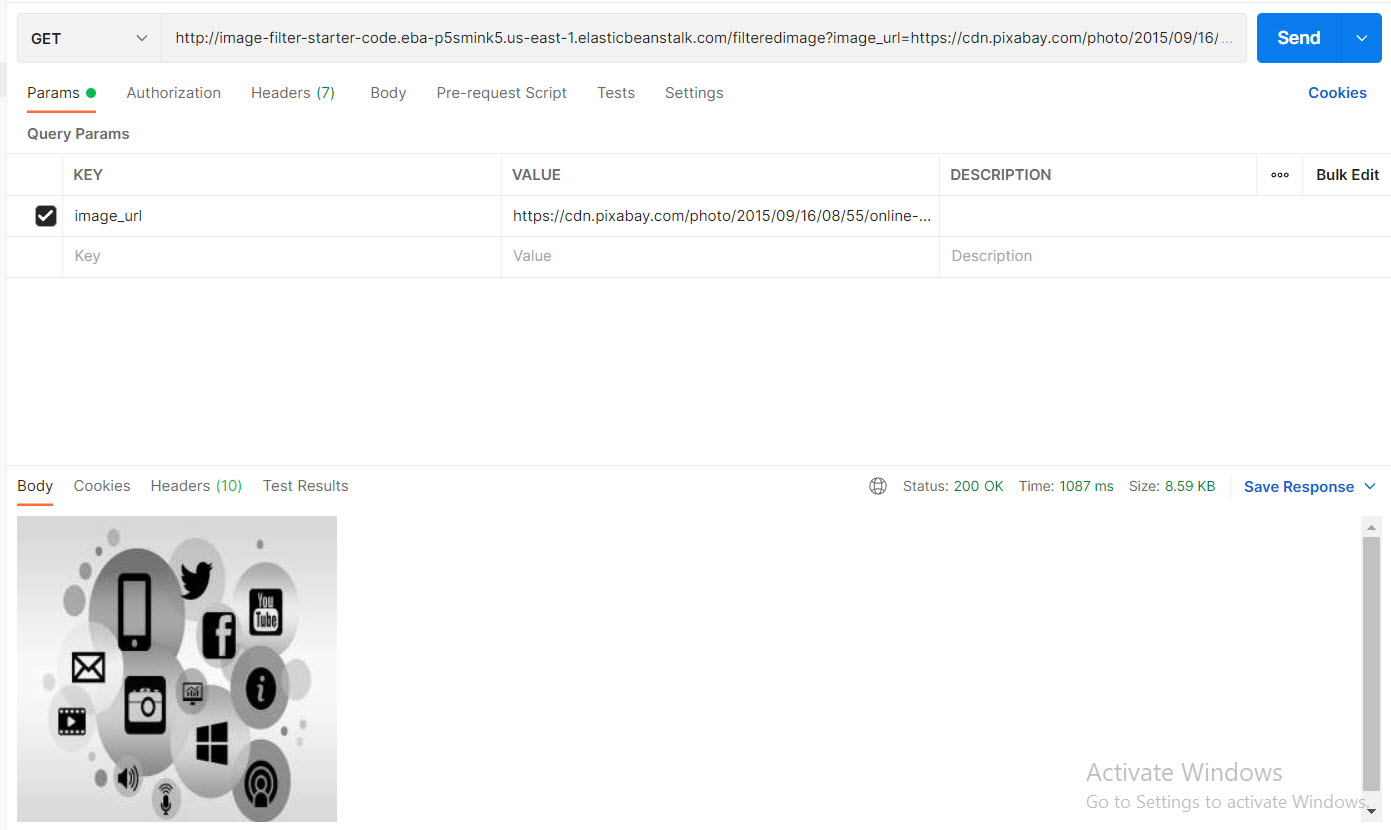 GET http://image-filter-starter-code.eba-p5smink5.us-east-1.elasticbeanstalk.com/filteredimage?image_url=https://cdn.pixabay.com/photo/2015/09/16/ ... Send
Params Authorization Headers (7) Body Pre-request Script Tests Settings Cookies
Query Params
KEY VALUE DESCRIPTION ooo Bulk Edit
image_url https://cdn.pixabay.com/photo/2015/09/16/08/55/online-...
Key Value Description
Body Cookies Headers (10) Test Results Status: 200 OK Time: 1087 ms Size: 8.59 KB Save Response
You
Tube
f
i
Activate Windows
Go to Settings to activate Windows.